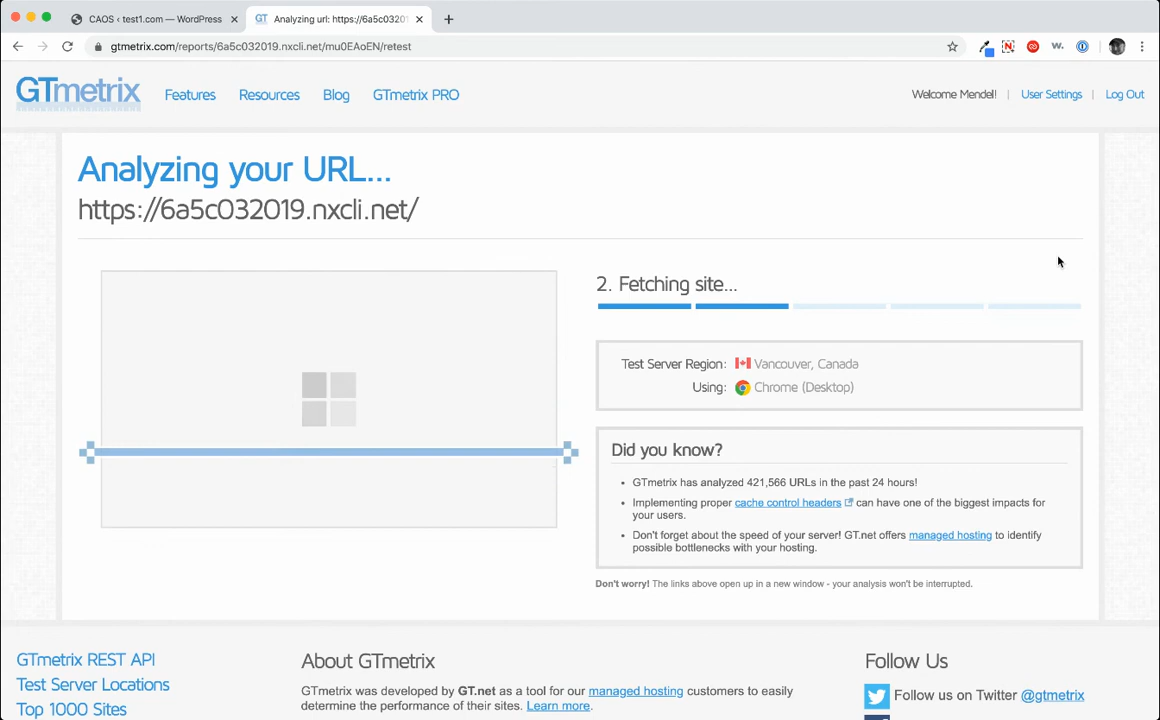 CAOS ‹ test1.com — WordPress
GT Analyzing url: https://6a5c032019
gtmetrix.com/reports/6a5c032019.nxcli.net/mu0EAoEN/retest
N
W.
GTmetrix
Features
Resources
Blog
GTmetrix PRO
Welcome Mendel! | User Settings | Log Out
Analyzing your URL...
https://6a5c032019.nxcli.net/
2. Fetching site...
Test Server Region: Vancouver, Canada
Using: Chrome (Desktop)
Did you know?
• GTmetrix has analyzed 421,566 URLs in the past 24 hours!
• Implementing proper cache control headers can have one of the biggest impacts for
your users.
• Don't forget about the speed of your server! GT.net offers managed hosting to identify
possible bottlenecks with your hosting.
Don't worry! The links above open up in a new window - your analysis won't be interrupted.
GTmetrix REST API
Test Server Locations
Top 1000 Sites
About GTmetrix
GTmetrix was developed by GT.net as a tool for our managed hosting customers to easily
determine the performance of their sites. Learn more.
Follow Us
Follow us on Twitter @gtmetrix